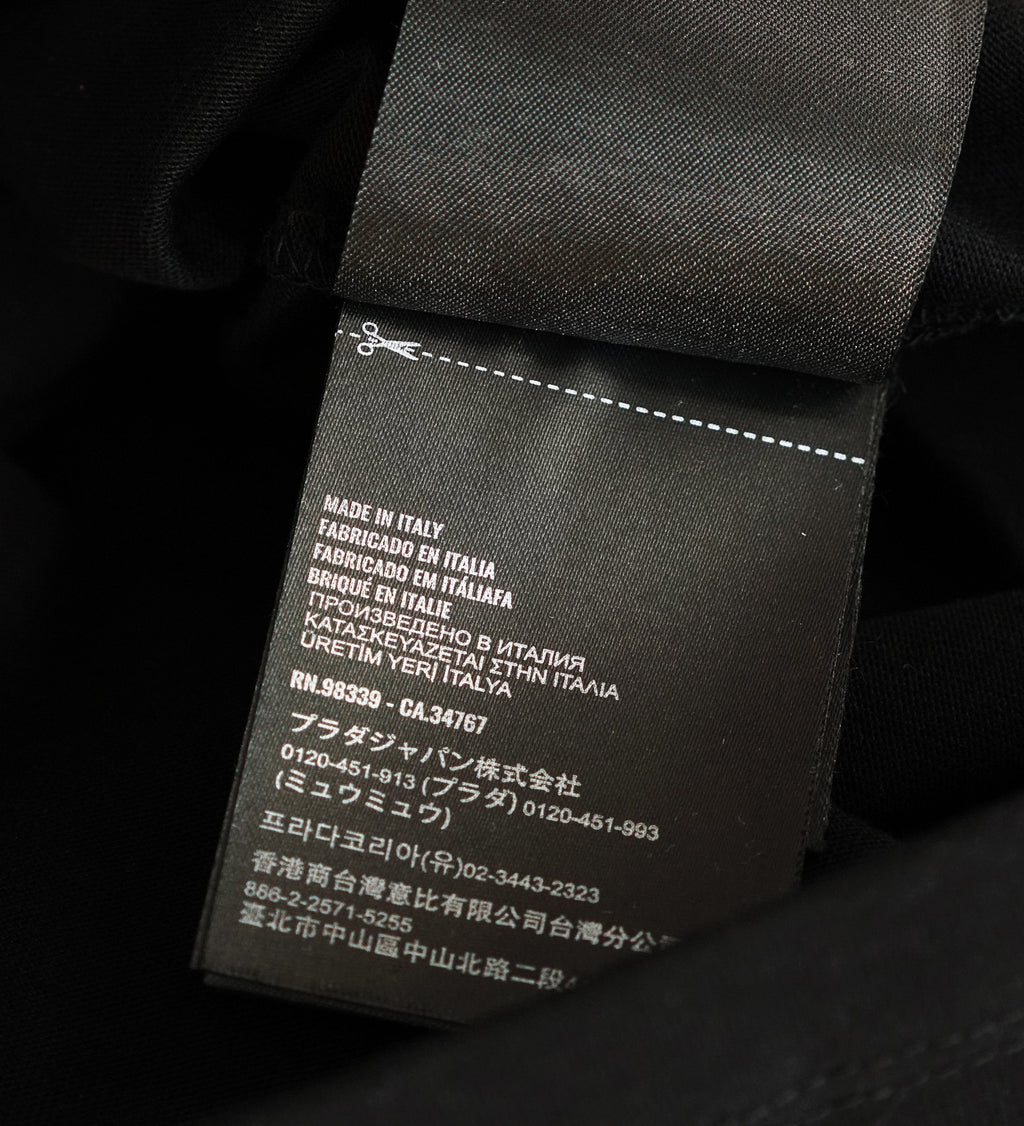 MADE IN ITALY
FABRICADO EN ITALIA
FABRICADO EM ITÁLIAFA
BRIQUÉ EN ITALIE
ПРОИЗВЕДЕНО В ИТАЛИЯ
ΚΑΤΑΣΚΕΥΑΖΕΤΑΙ ΣΤΗΝ ΙΤΑΛΙΑ
ÜRETİM YERİ İTALYA
RN.98339 - CA.34767
プラダジャパン株式会社
0120-451-913 (プラダ) 0120-451-993
(ミュウミュウ)
프라다코리아(유)02-3443-2323
香港商台灣意比有限公司台灣分公
886-2-2571-5255
臺北市中山區中山北路二段